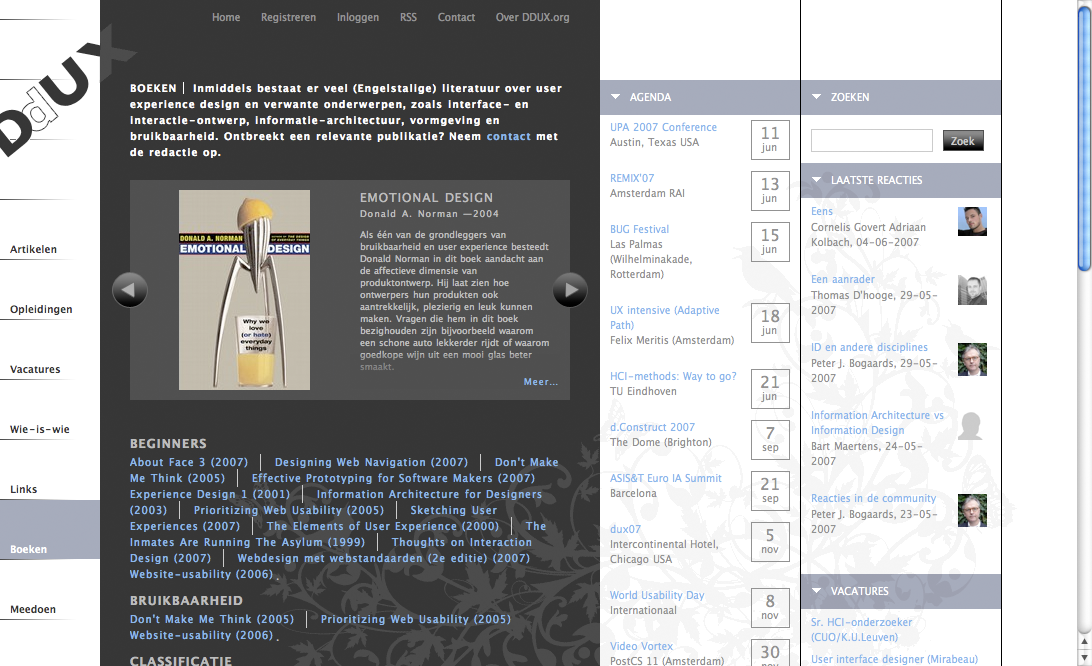 DdUX
Home Registreren Inloggen RSS Contact Over DDUX.org
Artikelen
Opleidingen
Vacatures
Wie-is-wie
Links
Boeken
Meedoen
BOEKEN | Inmiddels bestaat er veel (Engelstalige) literatuur over user
experience design en verwante onderwerpen, zoals interface- en
interactie-ontwerp, informatie-architectuur, vormgeving en
bruikbaarheid. Ontbreekt een relevante publikatie? Neem contact met
de redactie op.
DONALD A. NORMAN
EMOTIONAL DESIGN
Why we
love
(or hate)
everyday
things
EMOTIONAL DESIGN
Donald A. Norman —2004
Als één van de grondleggers van
bruikbaarheid en user experience besteedt
Donald Norman in dit boek aandacht aan
de affectieve dimensie van
produktontwerp. Hij laat zien hoe
ontwerpers hun produkten ook
aantrekkelijk, plezierig en leuk kunnen
maken. Vragen die hem in dit boek
bezighouden zijn bijvoorbeeld waarom
een schone auto lekkerder rijdt of waarom
goedkope wijn uit een mooi glas beter
smaakt.
Meer...
BEGINNERS
About Face 3 (2007) | Designing Web Navigation (2007) | Don't Make
Me Think (2005) | Effective Prototyping for Software Makers (2007)
Experience Design 1 (2001) | Information Architecture for Designers
(2003) | Prioritizing Web Usability (2005) | Sketching User
Experiences (2007) | The Elements of User Experience (2000) | The
Inmates Are Running The Asylum (1999) | Thoughts on Interaction
Design (2007) | Webdesign met webstandaarden (2e editie) (2007)
Website-usability (2006) .
BRUIKBAARHEID
Don't Make Me Think (2005) | Prioritizing Web Usability (2005)
Website-usability (2006) .
CLASSIFICATIE
AGENDA
UPA 2007 Conference
Austin, Texas USA
11
jun
REMIX'07
Amsterdam RAI
13
jun
BUG Festival
Las Palmas
(Wilhelminakade,
Rotterdam)
15
jun
UX intensive (Adaptive
Path)
Felix Meritis (Amsterdam)
18
jun
HCI-methods: Way to go?
TU Eindhoven
21
jun
d.Construct 2007
The Dome (Brighton)
7
sep
ASIS&T Euro IA Summit
Barcelona
21
sep
dux07
Intercontinental Hotel,
Chicago USA
5
nov
World Usability Day
Internationaal
8
nov
Video Vortex
PostCS 11 (Amsterdam)
30
nov
ZOEKEN
Zoek
LAATSTE REACTIES
Eens
Cornelis Govert Adriaan
Kolbach, 04-06-2007
Een aanrader
Thomas D'hooge, 29-05-
2007
ID en andere disciplines
Peter J. Bogaards, 29-05-
2007
Information Architecture vs
Information Design
Bart Maertens, 24-05-
2007
Reacties in de community
Peter J. Bogaards, 23-05-
2007
VACATURES
Sr. HCI-onderzoeker
(CUO/K.U.Leuven)
User interface designer (Mirabeau)